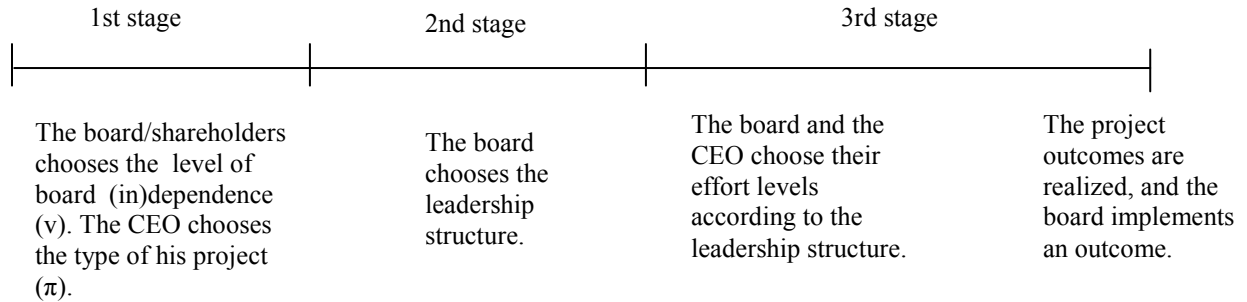 1st stage
2nd stage
3rd stage
The board/shareholders
chooses the level of
board (in)dependence
(v). The CEO chooses
the type of his project
(π).
The board
chooses the
leadership
structure.
The board and the
CEO choose their
effort levels
according to the
leadership structure.
The project
outcomes are
realized, and the
board implements
an outcome.